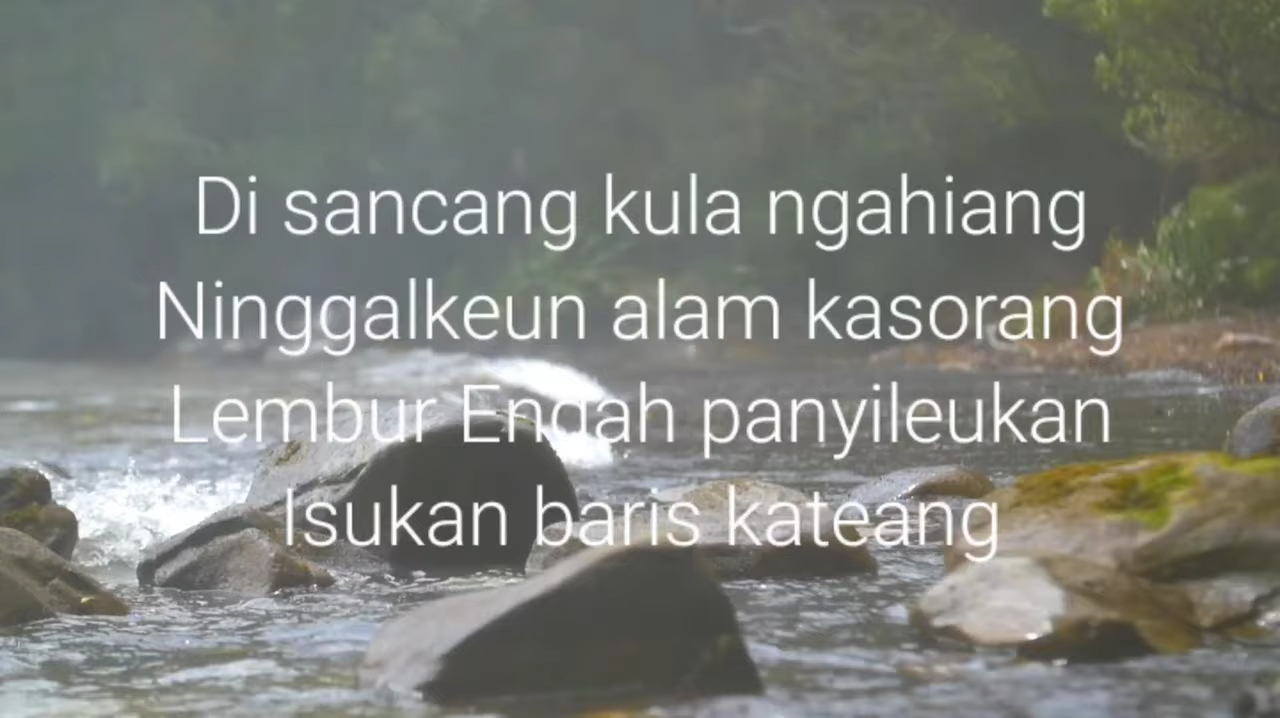 Di sancang kula ngahiang
Ninggalkeun alam kasorang
Lembur Endah panyileukan
Isukan baris kateang